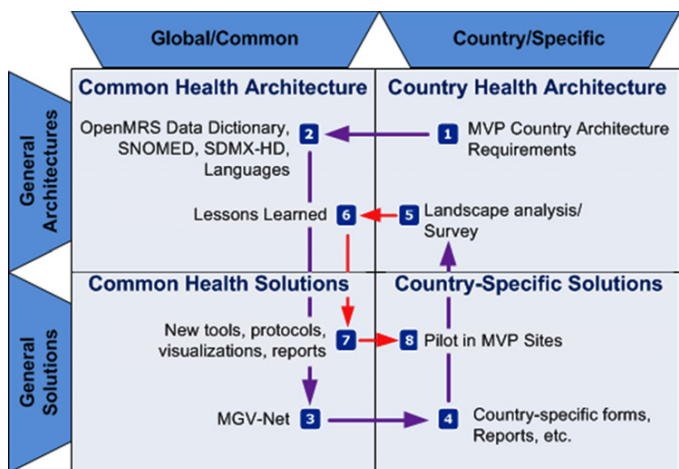 Global/Common
Country/Specific
General
Architectures
Common Health Architecture
Country Health Architecture
OpenMRS Data Dictionary,
SNOMED, SDMX-HD,
Languages
2
1
MVP Country Architecture
Requirements
Lessons Learned
6
5
Landscape analysis/
Survey
General
Solutions
Common Health Solutions
Country-Specific Solutions
New tools, protocols,
visualizations, reports
7
8
Pilot in MVP Sites
MGV-Net
3
4
Country-specific forms,
Reports, etc.